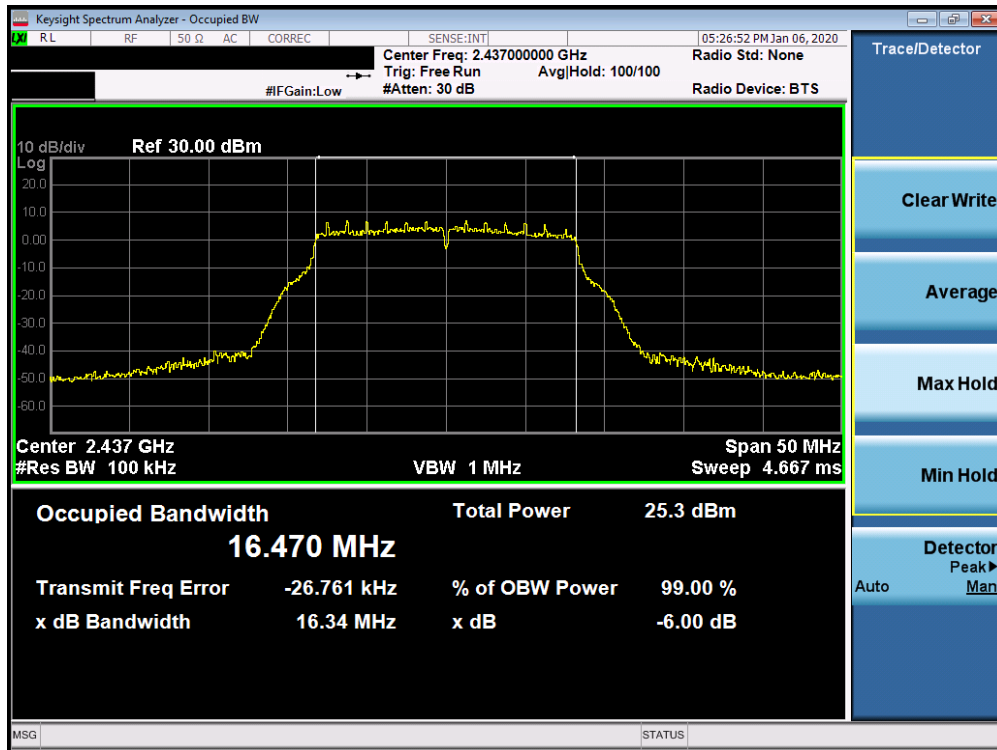 Keysight Spectrum Analyzer - Occupied BW
LXI RL RF 50 Ω AC CORREC SENSE:INT 05:26:52 PM Jan 06, 2020
Center Freq: 2.437000000 GHz Radio Std: None
Trig: Free Run Avg|Hold: 100/100
#IFGain:Low #Atten: 30 dB Radio Device: BTS
10 dB/div Ref 30.00 dBm
Log
20.0
10.0
0.00
-10.0
-20.0
-30.0
-40.0
-50.0
-60.0
Center 2.437 GHz Span 50 MHz
#Res BW 100 kHz VBW 1 MHz Sweep 4.667 ms
Occupied Bandwidth Total Power 25.3 dBm
16.470 MHz
Transmit Freq Error -26.761 kHz % of OBW Power 99.00 %
x dB Bandwidth 16.34 MHz x dB -6.00 dB
MSG STATUS
Trace/Detector
Clear Write
Average
Max Hold
Min Hold
Detector
Peak▶
Auto Man